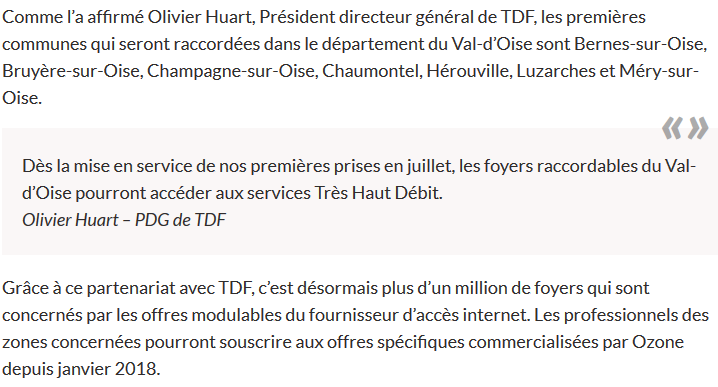 Comme l’a affirmé Olivier Huart, Président directeur général de TDF, les premières
communes qui seront raccordées dans le département du Val-d’Oise sont Bernes-sur-Oise,
Bruyère-sur-Oise, Champagne-sur-Oise, Chaumontel, Hérouville, Luzarches et Méry-sur-
Oise.
«»
Dès la mise en service de nos premières prises en juillet, les foyers raccordables du Val-
d’Oise pourront accéder aux services Très Haut Débit.
Olivier Huart – PDG de TDF
Grâce à ce partenariat avec TDF, c’est désormais plus d’un million de foyers qui sont
concernés par les offres modulables du fournisseur d’accès internet. Les professionnels des
zones concernées pourront souscrire aux offres spécifiques commercialisées par Ozone
depuis janvier 2018.